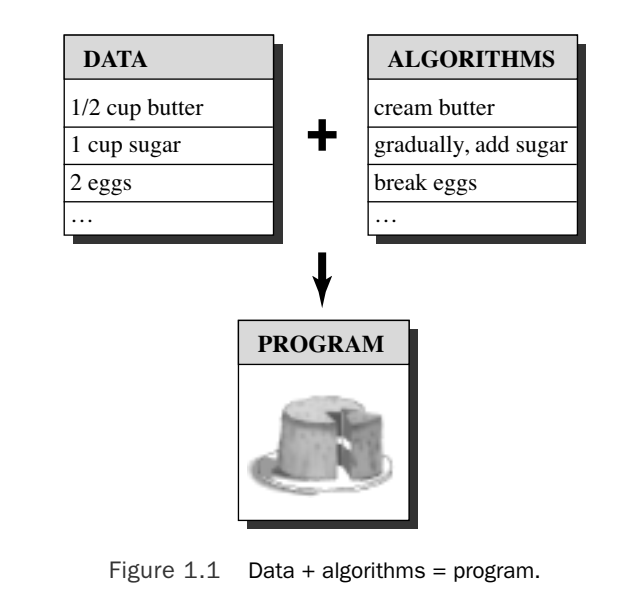 DATA
1/2 cup butter
1 cup sugar
2 eggs
…
+
ALGORITHMS
cream butter
gradually, add sugar
break eggs
…
PROGRAM
Figure 1.1 Data + algorithms = program.